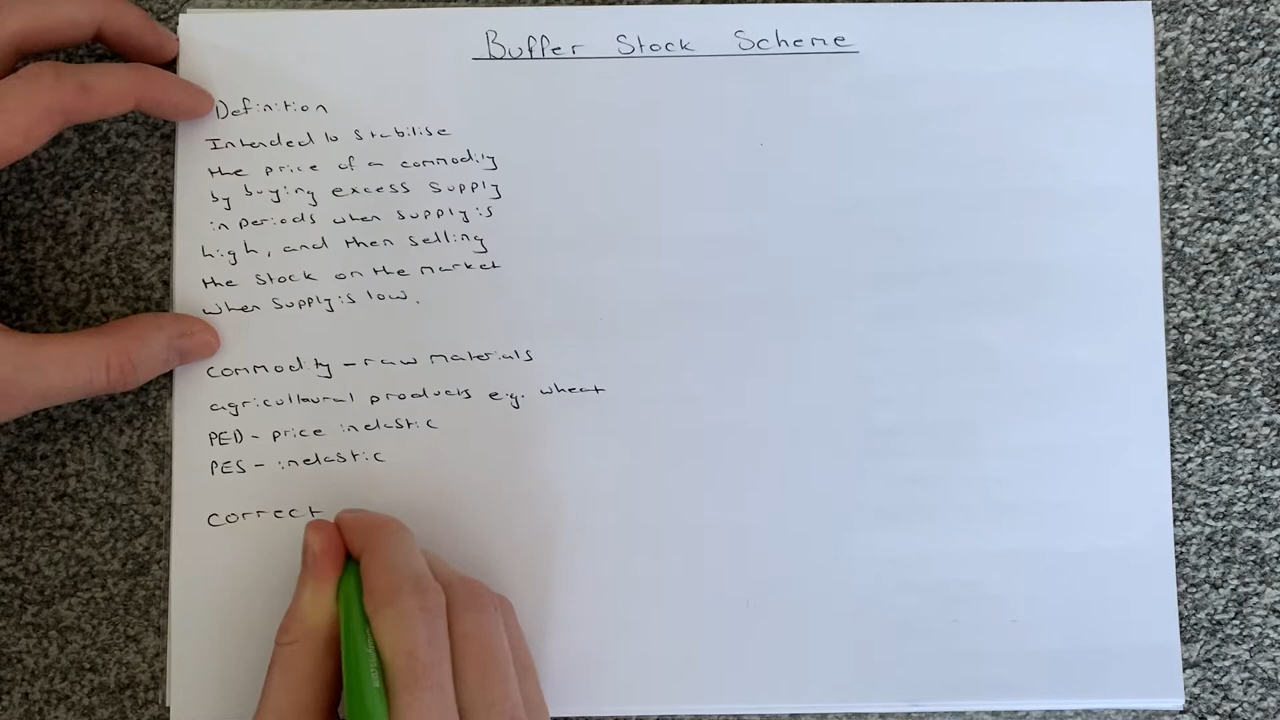 Buffer Stock Scheme
Definition
Intended to stabilise
the price of a commodity
by buying excess supply
in periods when supply is
high, and then selling
the stock on the market
when supply is low.
commodity - raw materials
agricultural products e.g. wheat
PED - price inelastic
PES - inelastic
correct